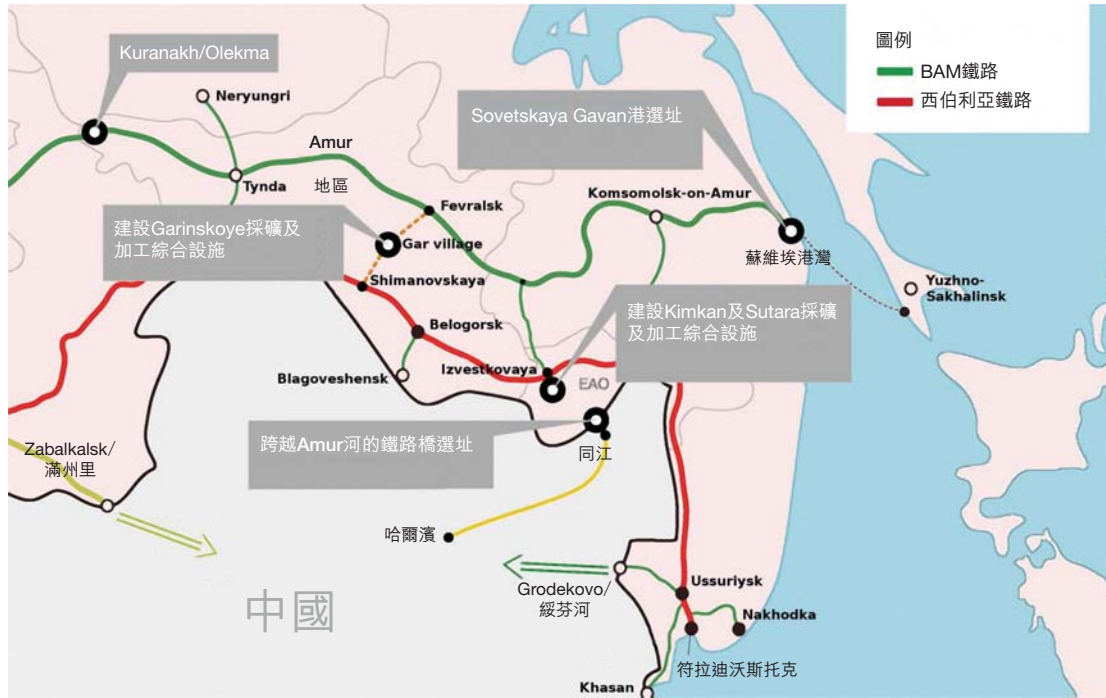 圖例
BAM鐵路
西伯利亞鐵路
Kuranakh/Olekma
Neryungri
Sovetskaya Gavan港選址
Amur
地區
Tynda
Komsomolsk-on-Amur
Fevralsk
建設Garinskoye採礦及
加工綜合設施
Gar village
蘇維埃港灣
Shimanovskaya
Yuzhno-
Sakhalinsk
建設Kimkan及Sutara採礦
及加工綜合設施
Belogorsk
Izvestkovaya
EAO
Blagoveshensk
跨越Amur河的鐵路橋選址
同江
Zabalkalsk/
滿州里
哈爾濱
Grodekovo/
綏芬河
Ussuriysk
中國
Nakhodka
符拉迪沃斯托克
Khasan